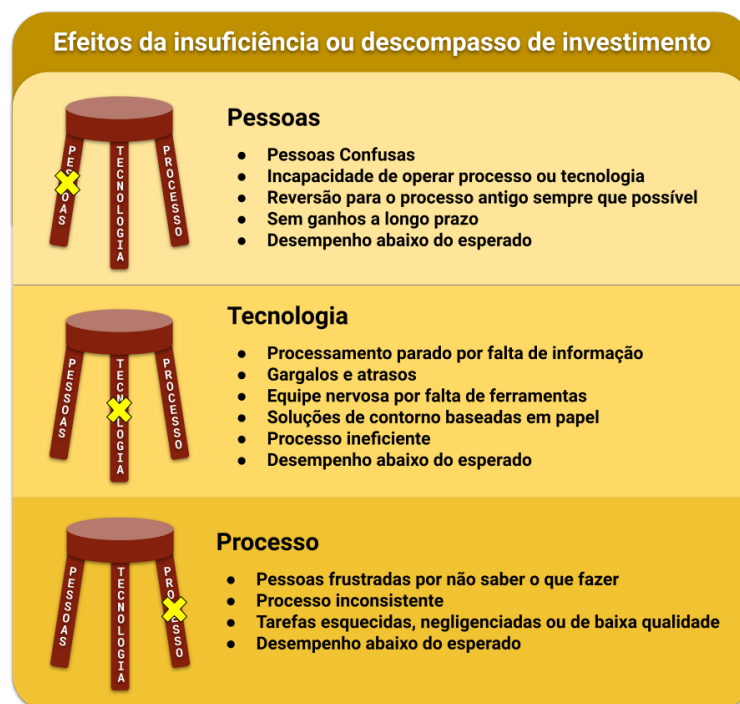 Efeitos da insuficiência ou descompasso de investimento
PESSOAS
TECNOLOGIA
PROCESSO
Pessoas
● Pessoas Confusas
● Incapacidade de operar processo ou tecnologia
● Reversão para o processo antigo sempre que possível
● Sem ganhos a longo prazo
● Desempenho abaixo do esperado
PESSOAS
TECNOLOGIA
PROCESSO
Tecnologia
● Processamento parado por falta de informação
● Gargalos e atrasos
● Equipe nervosa por falta de ferramentas
● Soluções de contorno baseadas em papel
● Processo ineficiente
● Desempenho abaixo do esperado
PESSOAS
TECNOLOGIA
PROCESSO
Processo
● Pessoas frustradas por não saber o que fazer
● Processo inconsistente
● Tarefas esquecidas, negligenciadas ou de baixa qualidade
● Desempenho abaixo do esperado